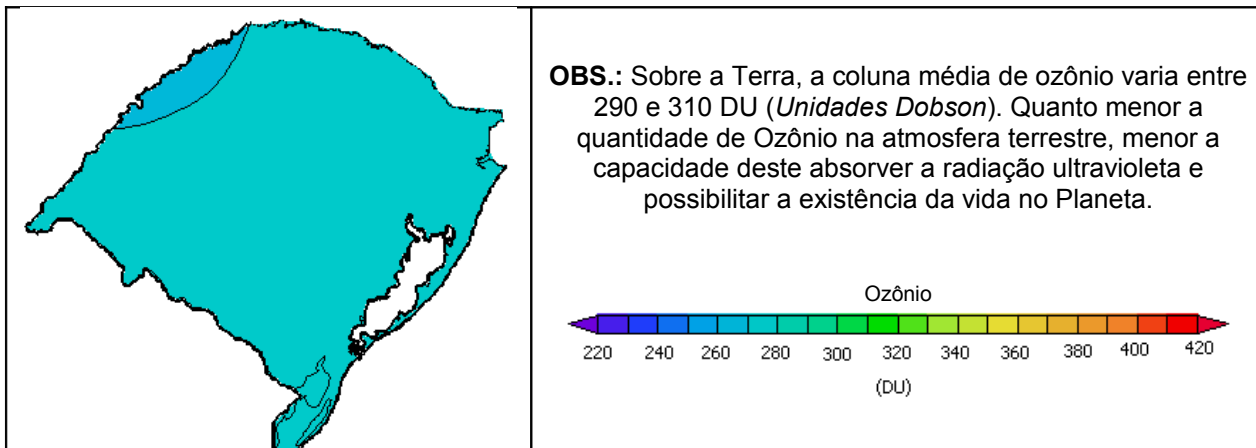 OBS.: Sobre a Terra, a coluna média de ozônio varia entre
290 e 310 DU (Unidades Dobson). Quanto menor a
quantidade de Ozônio na atmosfera terrestre, menor a
capacidade deste absorver a radiação ultravioleta e
possibilitar a existência da vida no Planeta.
Ozônio
220 240 260 280 300 320 340 360 380 400 420
(DU)